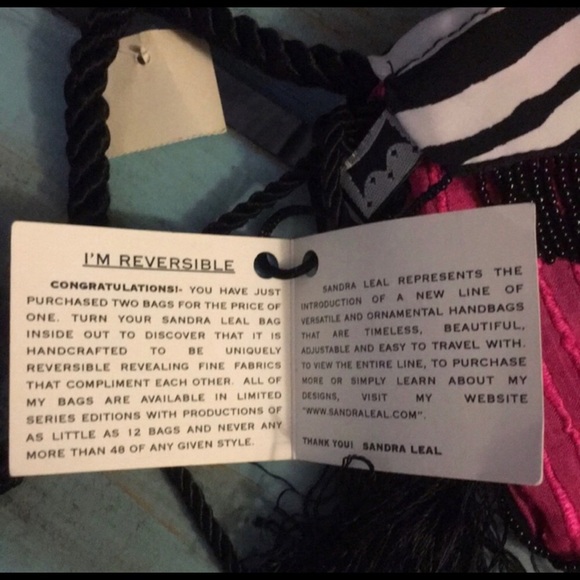 I'M REVERSIBLE
CONGRATULATIONS!- YOU HAVE JUST
PURCHASED TWO BAGS FOR THE PRICE OF
ONE. TURN YOUR SANDRA LEAL BAG
INSIDE OUT TO DISCOVER THAT IT IS
HANDCRAFTED TO BE UNIQUELY
REVERSIBLE REVEALING FINE FABRICS
THAT COMPLIMENT EACH OTHER. ALL OF
MY BAGS ARE AVAILABLE IN LIMITED
SERIES EDITIONS WITH PRODUCTIONS OF
AS LITTLE AS 12 BAGS AND NEVER ANY
MORE THAN 48 OF ANY GIVEN STYLE.
SANDRA LEAL REPRESENTS THE
INTRODUCTION OF A NEW LINE OF
VERSATILE AND ORNAMENTAL HANDBAGS
THAT ARE TIMELESS, BEAUTIFUL,
ADJUSTABLE AND EASY TO TRAVEL WITH.
TO VIEW THE ENTIRE LINE, TO PURCHASE
MORE OR SIMPLY LEARN ABOUT MY
DESIGNS, VISIT MY WEBSITE
"WWW.SANDRALEAL.COM".
THANK YOU! SANDRA LEAL